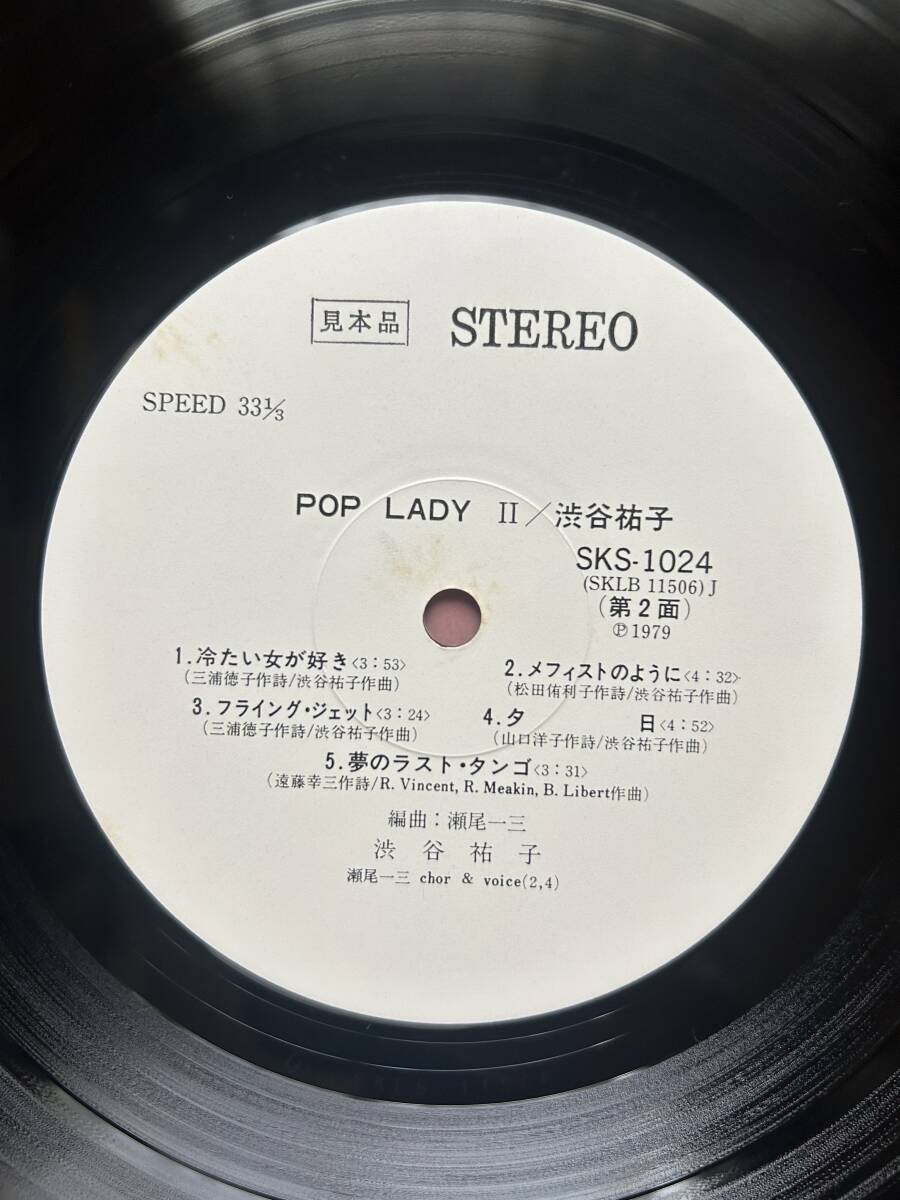 見本品 STEREO
SPEED 33⅓
POP LADY II／渋谷祐子
SKS-1024
(SKLB 11506) J
(第2面)
Ⓟ1979
1.冷たい女が好き〈3:53〉 2.メフィストのように〈4:32〉
(三浦徳子作詩/渋谷祐子作曲) (松田侑利子作詩/渋谷祐子作曲)
3.フライング・ジェット〈3:24〉 4.夕 日〈4:52〉
(三浦徳子作詩/渋谷祐子作曲) (山口洋子作詩/渋谷祐子作曲)
5.夢のラスト・タンゴ〈3:31〉
(遠藤幸三作詩/R. Vincent, R. Meakin, B. Libert作曲)
編曲：瀬尾一三
渋谷祐子
瀬尾一三 chor & voice(2,4)